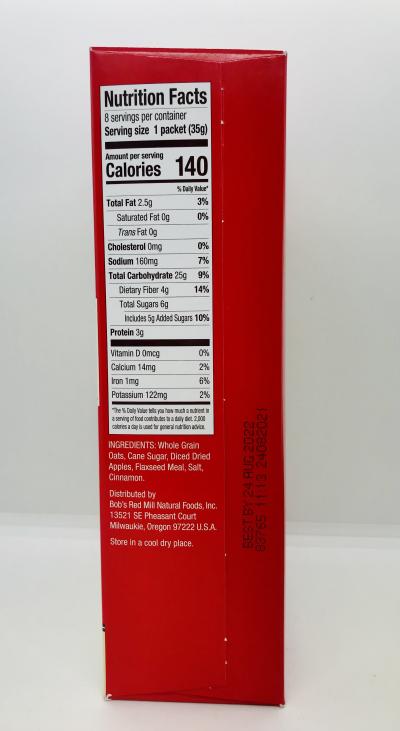 Nutrition Facts
8 servings per container
Serving size 1 packet (35g)
Amount per serving
Calories 140
% Daily Value*
Total Fat 2.5g 3%
Saturated Fat 0g 0%
Trans Fat 0g
Cholesterol 0mg 0%
Sodium 160mg 7%
Total Carbohydrate 25g 9%
Dietary Fiber 4g 14%
Total Sugars 6g
Includes 5g Added Sugars 10%
Protein 3g
Vitamin D 0mcg 0%
Calcium 14mg 2%
Iron 1mg 6%
Potassium 122mg 2%
*The % Daily Value tells you how much a nutrient in
a serving of food contributes to a daily diet. 2,000
calories a day is used for general nutrition advice.
INGREDIENTS: Whole Grain
Oats, Cane Sugar, Diced Dried
Apples, Flaxseed Meal, Salt,
Cinnamon.
Distributed by
Bob's Red Mill Natural Foods, Inc.
13521 SE Pheasant Court
Milwaukie, Oregon 97222 U.S.A.
Store in a cool dry place.
BEST BY 24 AUG 2022
11:13 24082021